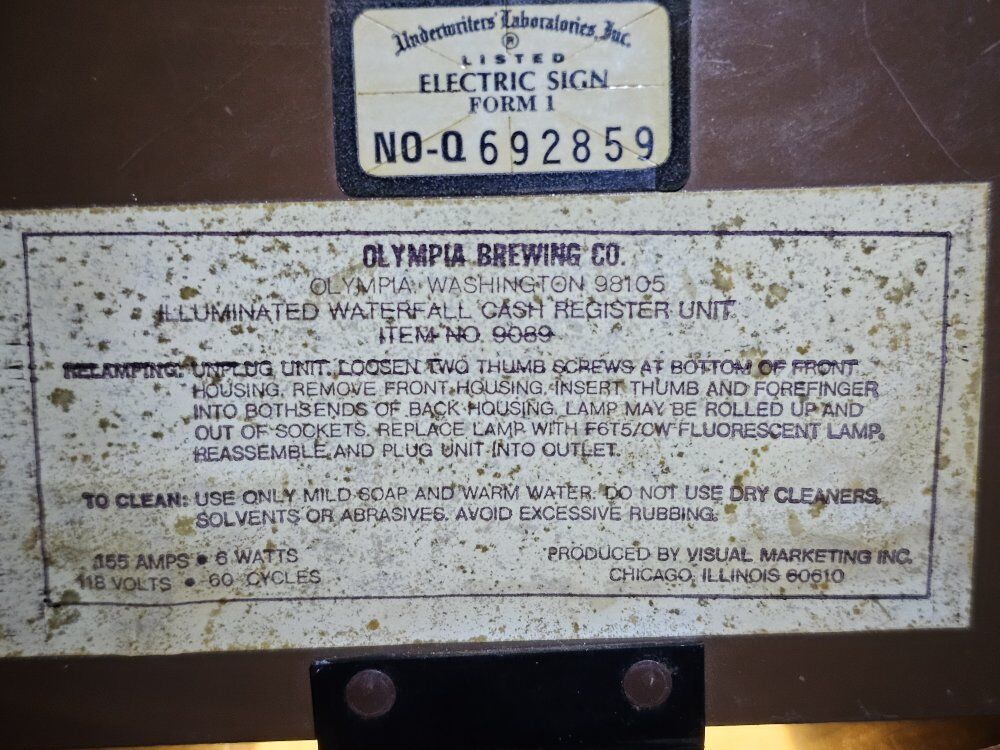 Underwriters' Laboratories, Inc.
®
LISTED
ELECTRIC SIGN
FORM 1
NO-Q 692859
OLYMPIA BREWING CO.
OLYMPIA, WASHINGTON 98105
ILLUMINATED WATERFALL CASH REGISTER UNIT
ITEM NO. 9089
RELAMPING: UNPLUG UNIT. LOOSEN TWO THUMB SCREWS AT BOTTOM OF FRONT
HOUSING. REMOVE FRONT HOUSING. INSERT THUMB AND FOREFINGER
INTO BOTH ENDS OF BACK HOUSING. LAMP MAY BE ROLLED UP AND
OUT OF SOCKETS. REPLACE LAMP WITH F6T5/CW FLUORESCENT LAMP.
REASSEMBLE AND PLUG UNIT INTO OUTLET.
TO CLEAN: USE ONLY MILD SOAP AND WARM WATER. DO NOT USE DRY CLEANERS,
SOLVENTS OR ABRASIVES. AVOID EXCESSIVE RUBBING.
.155 AMPS • 6 WATTS
118 VOLTS • 60 CYCLES
PRODUCED BY VISUAL MARKETING INC.
CHICAGO, ILLINOIS 60610